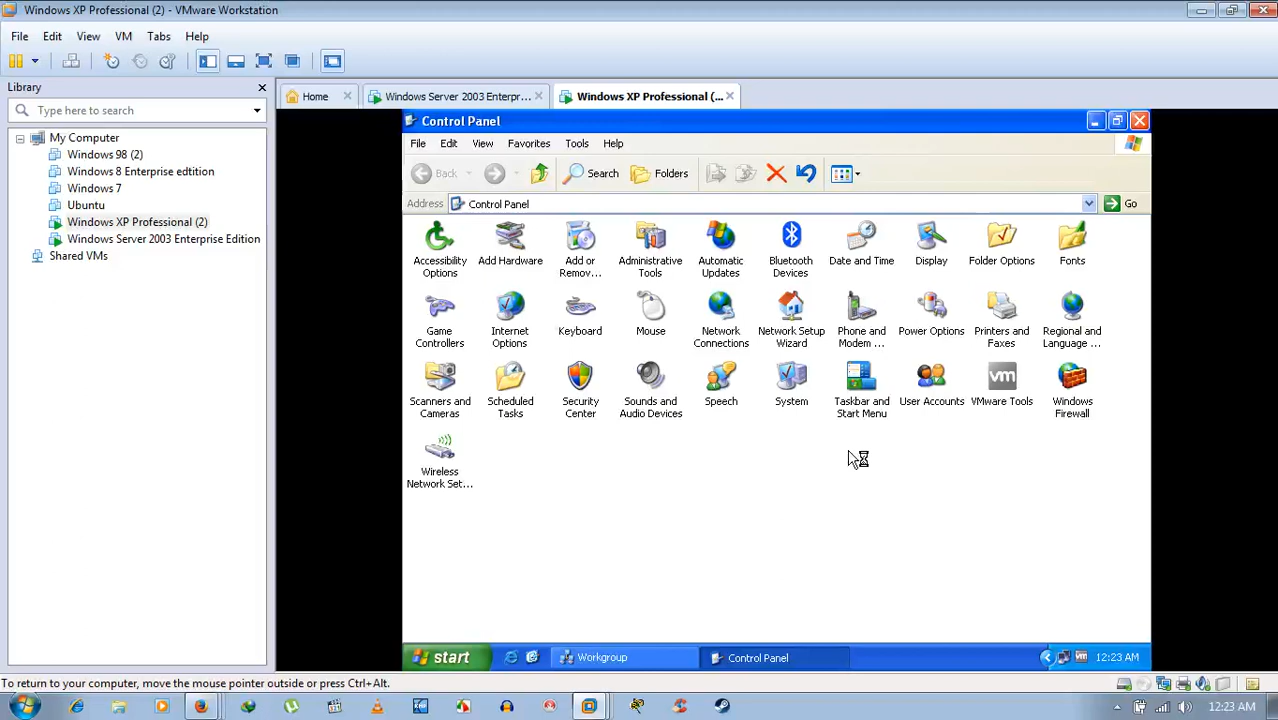 Windows XP Professional (2) - VMware Workstation
File Edit View VM Tabs Help
Library
Type here to search
My Computer
Windows 98 (2)
Windows 8 Enterprise edtition
Windows 7
Ubuntu
Windows XP Professional (2)
Windows Server 2003 Enterprise Edition
Shared VMs
Home
Windows Server 2003 Enterpr...
Windows XP Professional (...
Control Panel
File Edit View Favorites Tools Help
Back Search Folders
Address Control Panel Go
Accessibility
Options
Add Hardware
Add or
Remov...
Administrative
Tools
Automatic
Updates
Bluetooth
Devices
Date and Time
Display
Folder Options
Fonts
Game
Controllers
Internet
Options
Keyboard
Mouse
Network
Connections
Network Setup
Wizard
Phone and
Modem ...
Power Options
Printers and
Faxes
Regional and
Language ...
Scanners and
Cameras
Scheduled
Tasks
Security
Center
Sounds and
Audio Devices
Speech
System
Taskbar and
Start Menu
User Accounts
vm
VMware Tools
Windows
Firewall
Wireless
Network Set...
start
Workgroup
Control Panel
vm
12:23 AM
To return to your computer, move the mouse pointer outside or press Ctrl+Alt.
12:23 AM